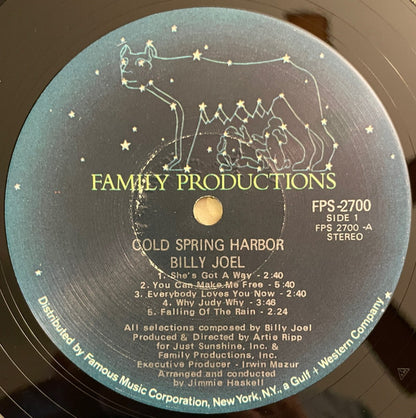 FAMILY PRODUCTIONS
FPS-2700
SIDE 1
FPS 2700 -A
STEREO
COLD SPRING HARBOR
BILLY JOEL
1. She's Got A Way - 2:40
2. You Can Make Me Free - 5:40
3. Everybody Loves You Now - 2:40
4. Why Judy Why - 2:46
5. Falling Of The Rain - 2.24
All selections composed by Billy Joel
Produced & Directed by Artie Ripp
for Just Sunshine, Inc. &
Family Productions, Inc.
Executive Producer - Irwin Mazur
Arranged and conducted
by Jimmie Haskell
Distributed by Famous Music Corporation, New York, N.Y., a Gulf + Western Company